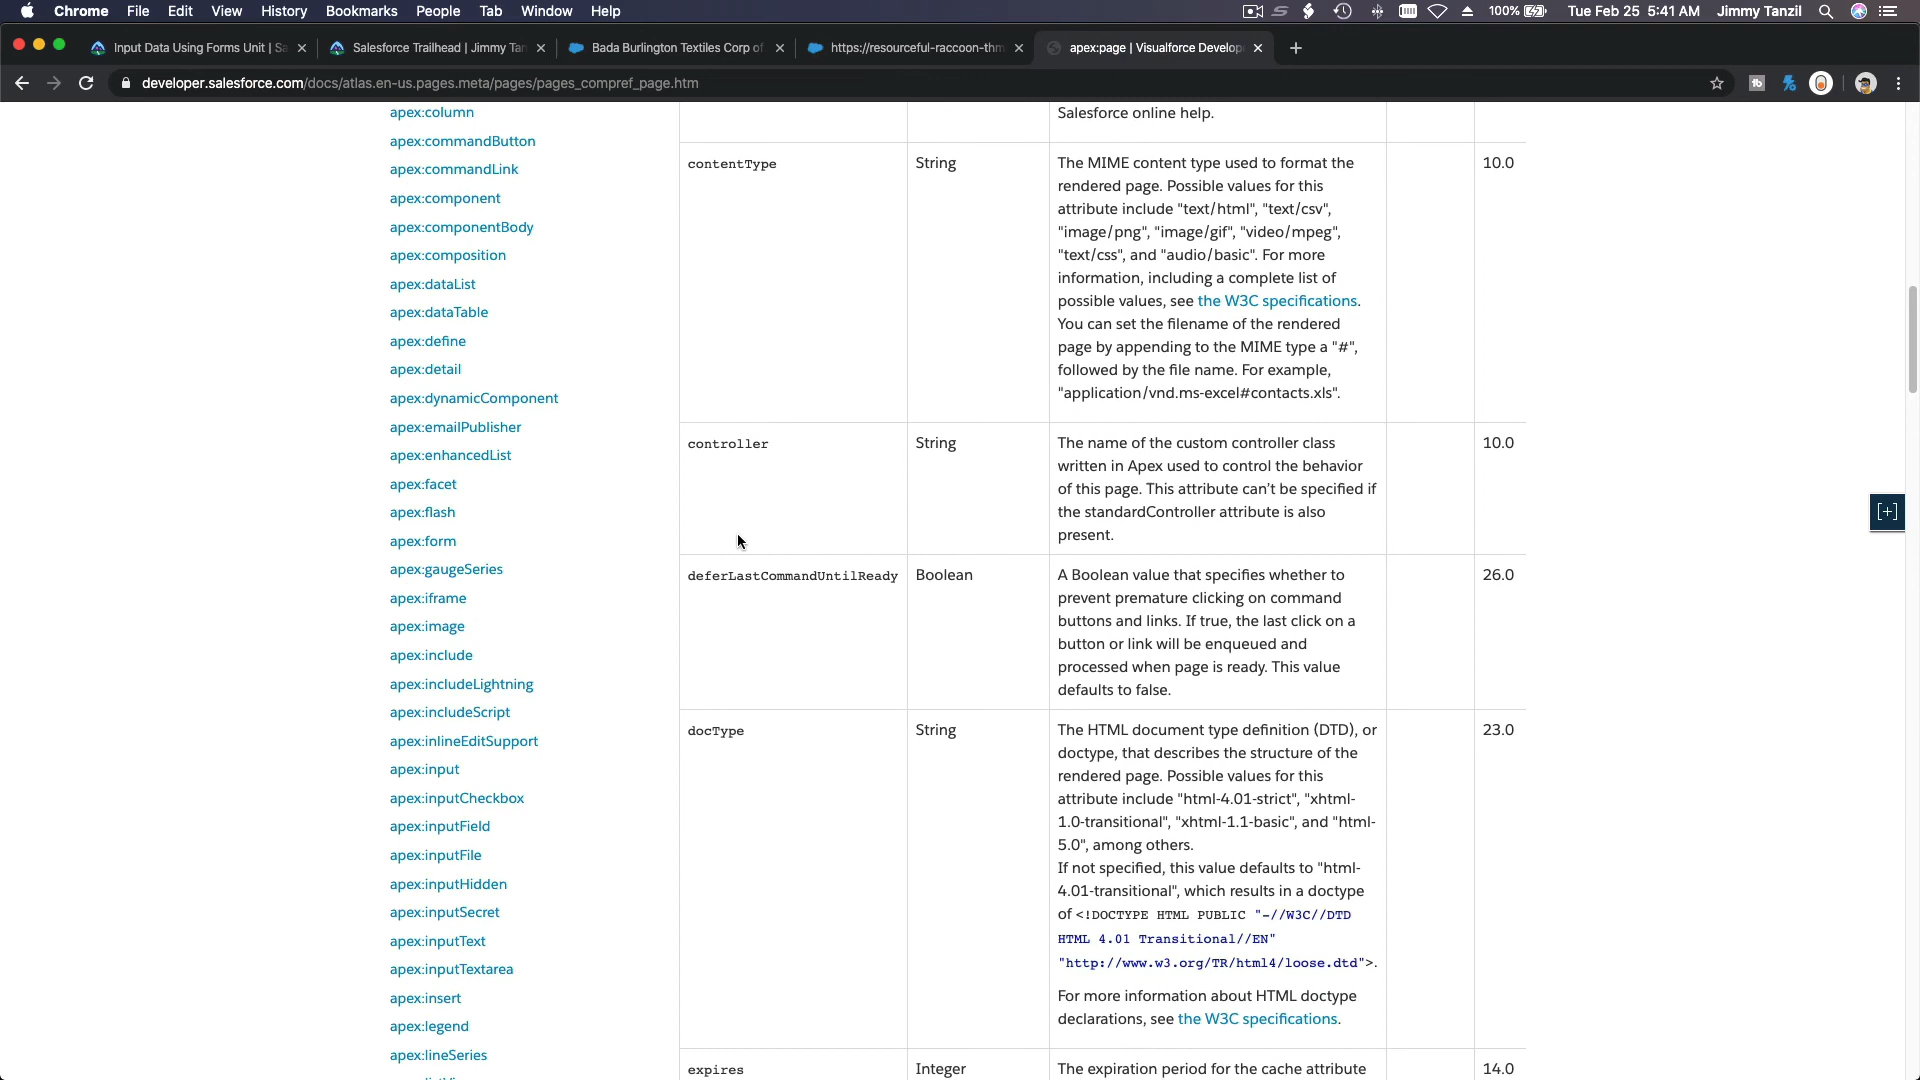 Chrome File Edit View History Bookmarks People Tab Window Help 100% Tue Feb 25 5:41 AM Jimmy Tanzil
Input Data Using Forms Unit | Sa Salesforce Trailhead | Jimmy Tan Bada Burlington Textiles Corp of https://resourceful-raccoon-thm apex:page | Visualforce Develop
developer.salesforce.com/docs/atlas.en-us.pages.meta/pages/pages_compref_page.htm
apex:column
apex:commandButton
apex:commandLink
apex:component
apex:componentBody
apex:composition
apex:dataList
apex:dataTable
apex:define
apex:detail
apex:dynamicComponent
apex:emailPublisher
apex:enhancedList
apex:facet
apex:flash
apex:form
apex:gaugeSeries
apex:iframe
apex:image
apex:include
apex:includeLightning
apex:includeScript
apex:inlineEditSupport
apex:input
apex:inputCheckbox
apex:inputField
apex:inputFile
apex:inputHidden
apex:inputSecret
apex:inputText
apex:inputTextarea
apex:insert
apex:legend
apex:lineSeries
Salesforce online help.
contentType String The MIME content type used to format the 10.0
rendered page. Possible values for this
attribute include "text/html", "text/csv",
"image/png", "image/gif", "video/mpeg",
"text/css", and "audio/basic". For more
information, including a complete list of
possible values, see the W3C specifications.
You can set the filename of the rendered
page by appending to the MIME type a "#",
followed by the file name. For example,
"application/vnd.ms-excel#contacts.xls".
controller String The name of the custom controller class 10.0
written in Apex used to control the behavior
of this page. This attribute can't be specified if
the standardController attribute is also
present.
deferLastCommandUntilReady Boolean A Boolean value that specifies whether to 26.0
prevent premature clicking on command
buttons and links. If true, the last click on a
button or link will be enqueued and
processed when page is ready. This value
defaults to false.
docType String The HTML document type definition (DTD), or 23.0
doctype, that describes the structure of the
rendered page. Possible values for this
attribute include "html-4.01-strict", "xhtml-
1.0-transitional", "xhtml-1.1-basic", and "html-
5.0", among others.
If not specified, this value defaults to "html-
4.01-transitional", which results in a doctype
of <!DOCTYPE HTML PUBLIC "-//W3C//DTD
HTML 4.01 Transitional//EN"
"http://www.w3.org/TR/html4/loose.dtd">.
For more information about HTML doctype
declarations, see the W3C specifications.
expires Integer The expiration period for the cache attribute 14.0
[+]